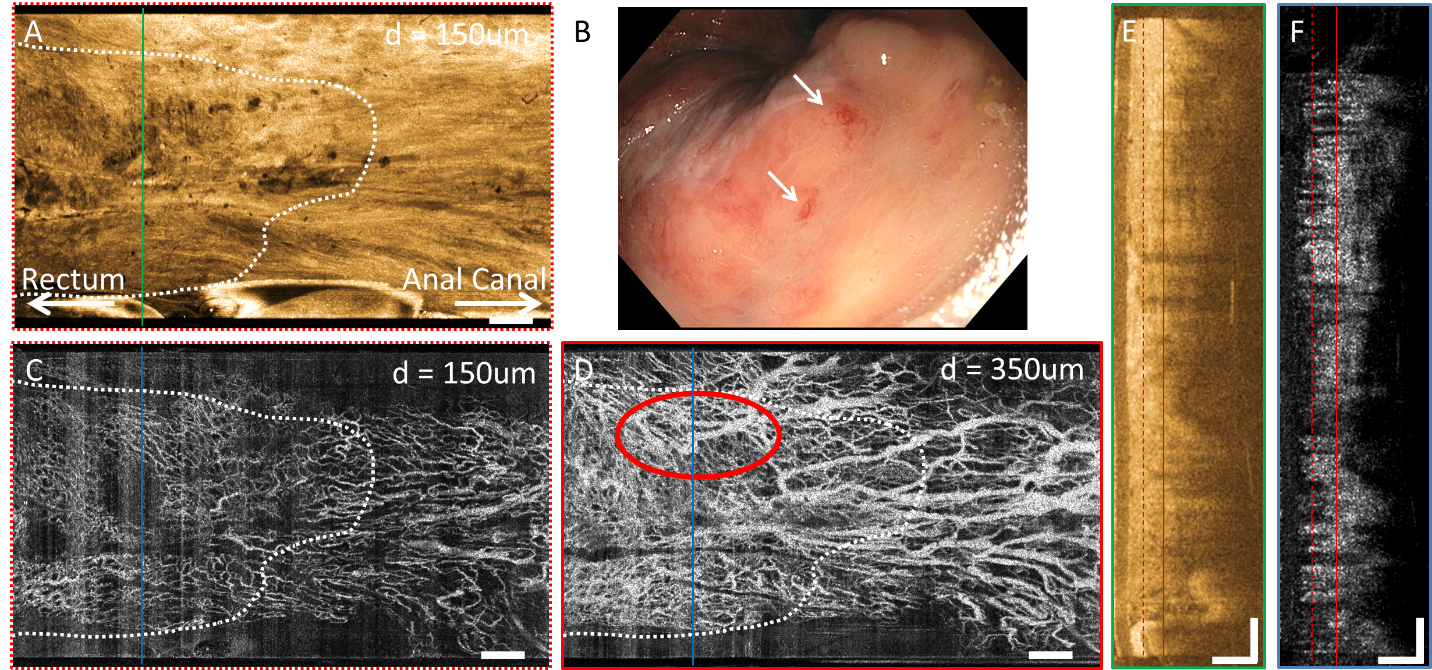 A
d = 150um
Rectum
Anal Canal
B
C
d = 150um
D
d = 350um
E
F